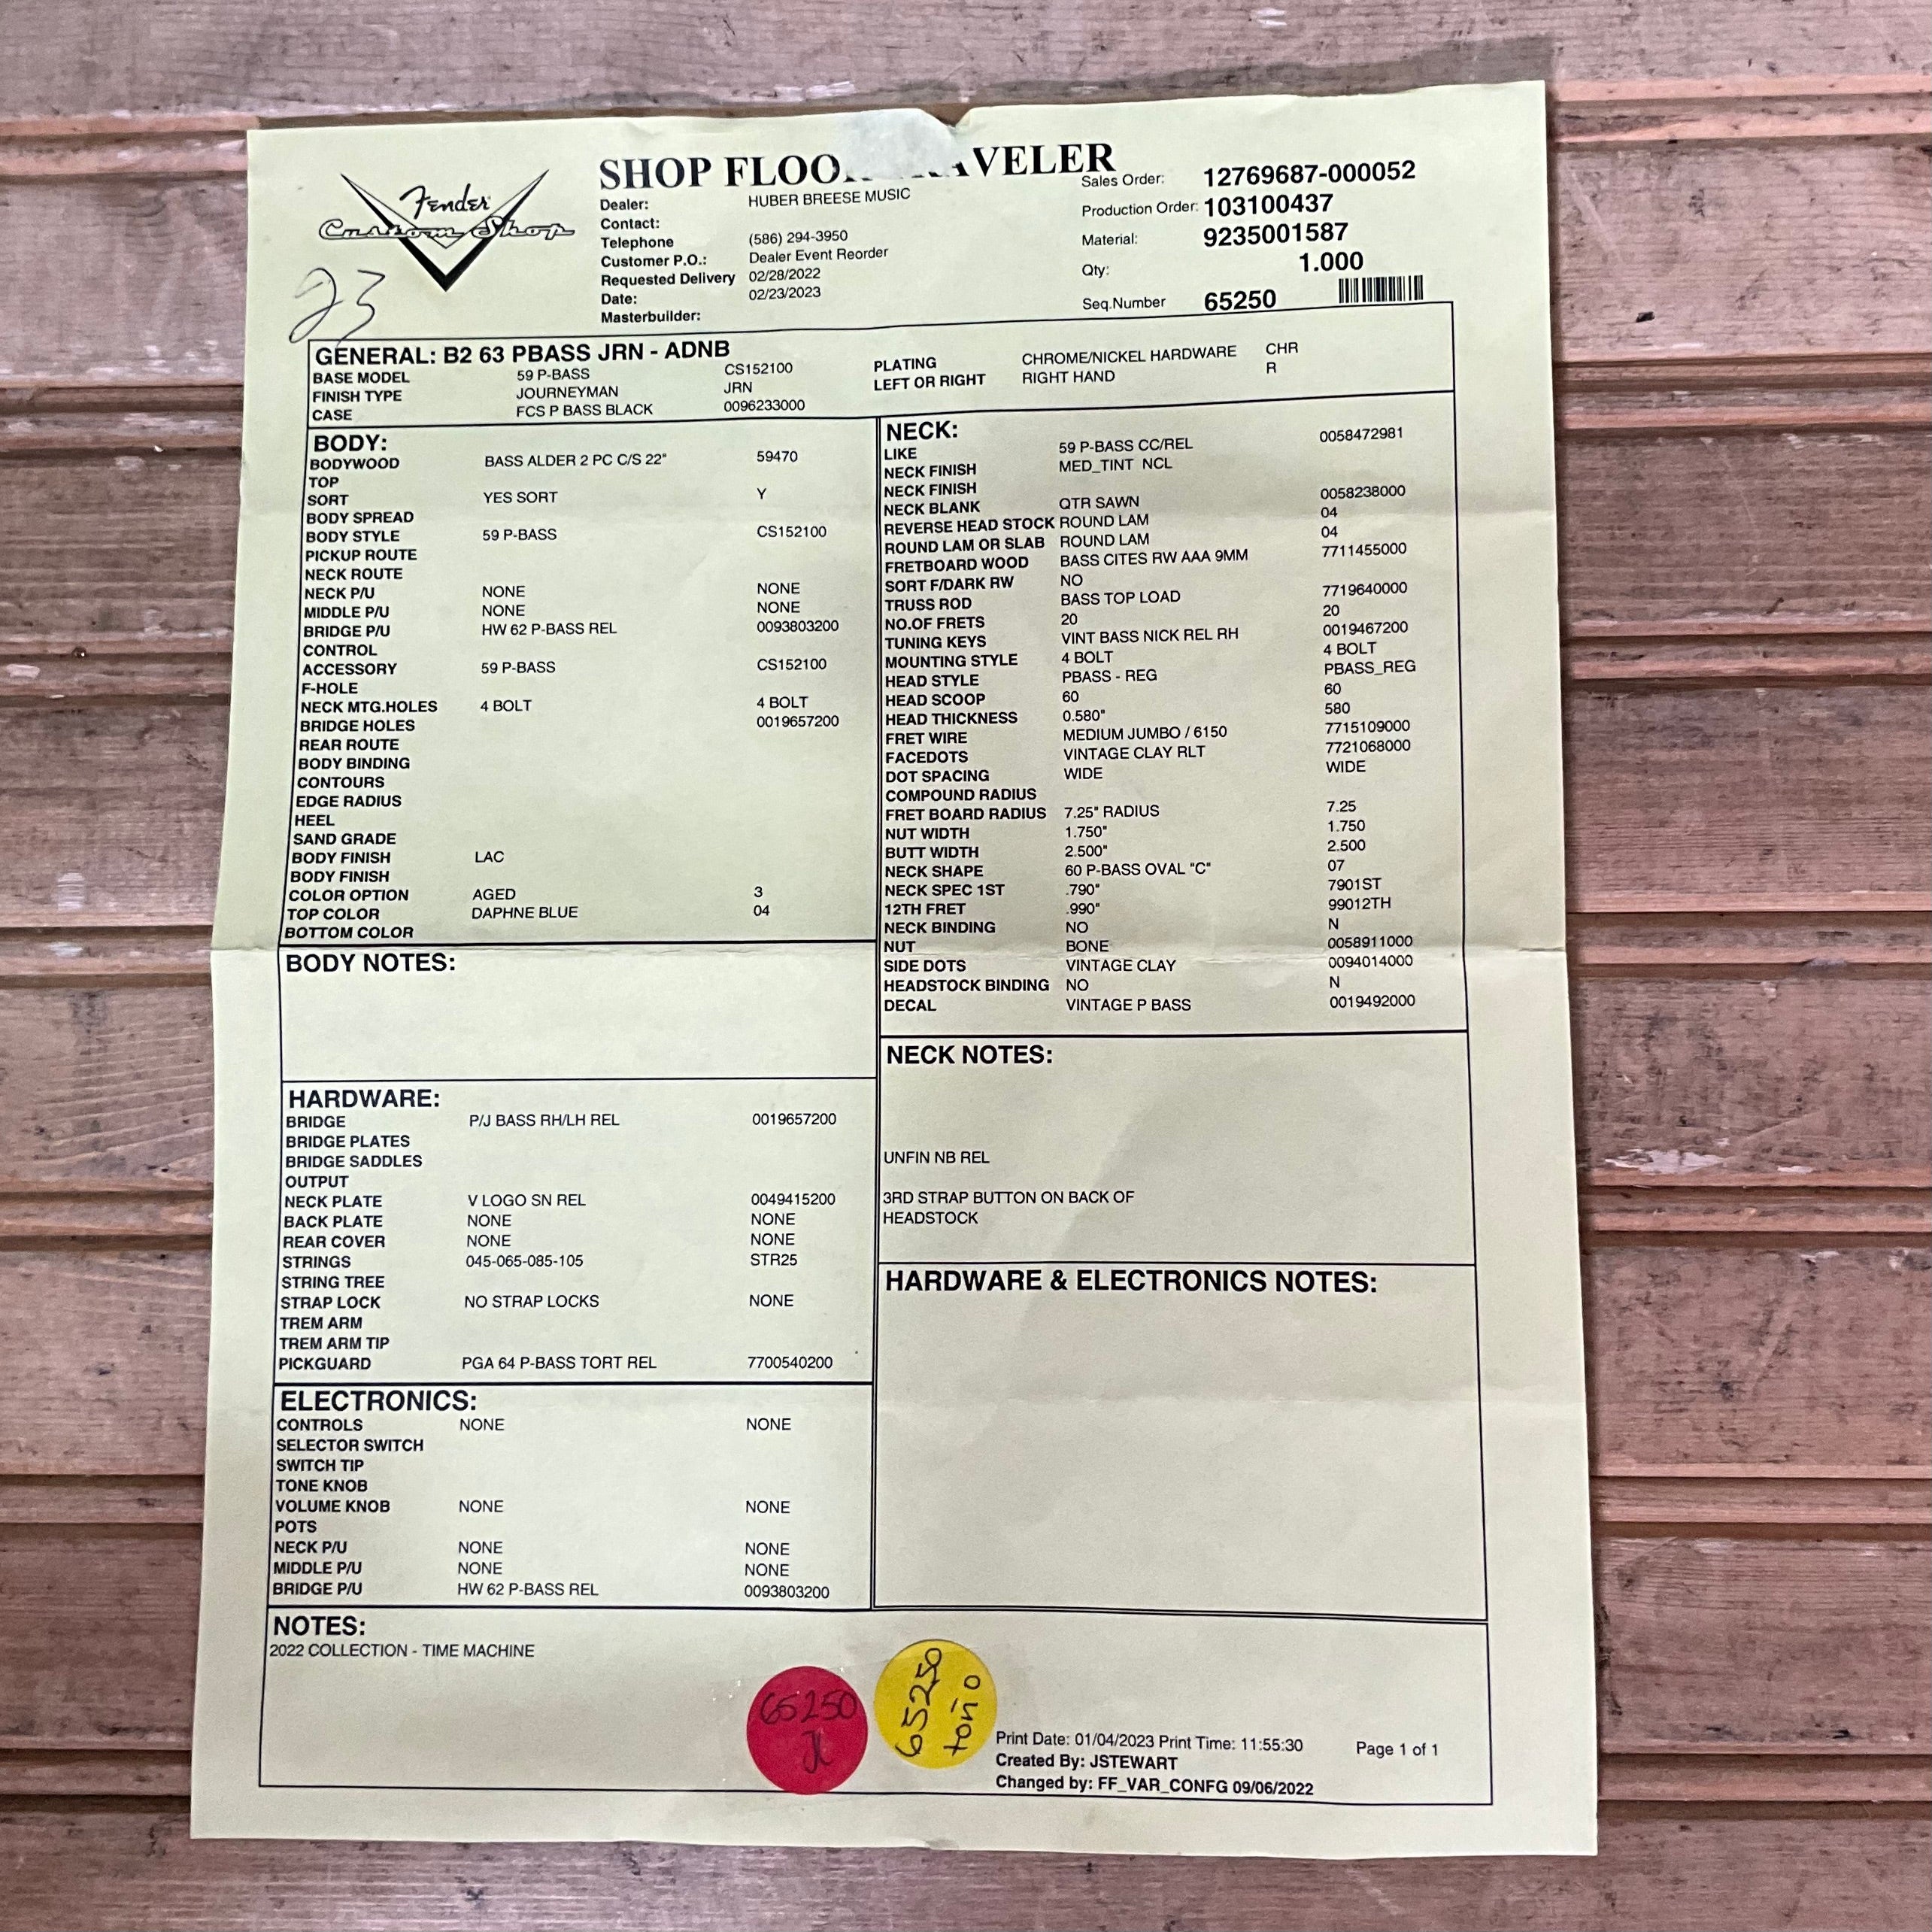 Fender
Custom Shop
23
SHOP FLOO AVELER
Dealer: HUBER BREESE MUSIC
Contact:
Telephone (586) 294-3950
Customer P.O.: Dealer Event Reorder
Requested Delivery 02/28/2022
Date: 02/23/2023
Masterbuilder:
Sales Order: 12769687-000052
Production Order: 103100437
Material: 9235001587
Qty: 1.000
Seq.Number 65250
GENERAL: B2 63 PBASS JRN - ADNB
BASE MODEL 59 P-BASS CS152100
FINISH TYPE JOURNEYMAN JRN
CASE FCS P BASS BLACK 0096233000
PLATING CHROME/NICKEL HARDWARE CHR
LEFT OR RIGHT RIGHT HAND R
BODY:
BODYWOOD BASS ALDER 2 PC C/S 22" 59470
TOP
SORT YES SORT Y
BODY SPREAD
BODY STYLE 59 P-BASS CS152100
PICKUP ROUTE
NECK ROUTE
NECK P/U NONE NONE
MIDDLE P/U NONE NONE
BRIDGE P/U HW 62 P-BASS REL 0093803200
CONTROL
ACCESSORY 59 P-BASS CS152100
F-HOLE
NECK MTG.HOLES 4 BOLT 4 BOLT
BRIDGE HOLES 0019657200
REAR ROUTE
BODY BINDING
CONTOURS
EDGE RADIUS
HEEL
SAND GRADE
BODY FINISH LAC
BODY FINISH
COLOR OPTION AGED 3
TOP COLOR DAPHNE BLUE 04
BOTTOM COLOR
BODY NOTES:
HARDWARE:
BRIDGE P/J BASS RH/LH REL 0019657200
BRIDGE PLATES
BRIDGE SADDLES
OUTPUT
NECK PLATE V LOGO SN REL 0049415200
BACK PLATE NONE NONE
REAR COVER NONE NONE
STRINGS 045-065-085-105 STR25
STRING TREE
STRAP LOCK NO STRAP LOCKS NONE
TREM ARM
TREM ARM TIP
PICKGUARD PGA 64 P-BASS TORT REL 7700540200
ELECTRONICS:
CONTROLS NONE NONE
SELECTOR SWITCH
SWITCH TIP
TONE KNOB
VOLUME KNOB NONE NONE
POTS
NECK P/U NONE NONE
MIDDLE P/U NONE NONE
BRIDGE P/U HW 62 P-BASS REL 0093803200
NECK:
LIKE 59 P-BASS CC/REL 0058472981
NECK FINISH MED_TINT NCL
NECK FINISH
NECK BLANK QTR SAWN 0058238000
REVERSE HEAD STOCK ROUND LAM 04
ROUND LAM OR SLAB ROUND LAM 04
FRETBOARD WOOD BASS CITES RW AAA 9MM 7711455000
SORT F/DARK RW NO
TRUSS ROD BASS TOP LOAD 7719640000
NO.OF FRETS 20 20
TUNING KEYS VINT BASS NICK REL RH 0019467200
MOUNTING STYLE 4 BOLT 4 BOLT
HEAD STYLE PBASS - REG PBASS_REG
HEAD SCOOP 60 60
HEAD THICKNESS 0.580" 580
FRET WIRE MEDIUM JUMBO / 6150 7715109000
FACEDOTS VINTAGE CLAY RLT 7721068000
DOT SPACING WIDE WIDE
COMPOUND RADIUS
FRET BOARD RADIUS 7.25" RADIUS 7.25
NUT WIDTH 1.750" 1.750
BUTT WIDTH 2.500" 2.500
NECK SHAPE 60 P-BASS OVAL "C" 07
NECK SPEC 1ST .790" 7901ST
12TH FRET .990" 99012TH
NECK BINDING NO N
NUT BONE 0058911000
SIDE DOTS VINTAGE CLAY 0094014000
HEADSTOCK BINDING NO N
DECAL VINTAGE P BASS 0019492000
NECK NOTES:
UNFIN NB REL
3RD STRAP BUTTON ON BACK OF
HEADSTOCK
HARDWARE & ELECTRONICS NOTES:
NOTES:
2022 COLLECTION - TIME MACHINE
65250
65250
toño
Print Date: 01/04/2023 Print Time: 11:55:30 Page 1 of 1
Created By: JSTEWART
Changed by: FF_VAR_CONFG 09/06/2022